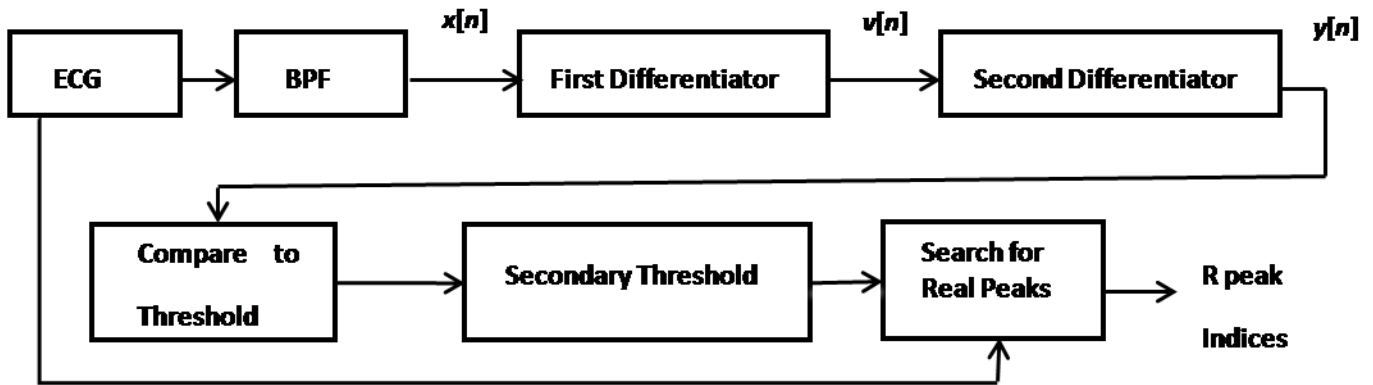 x[n]
v[n]
y[n]
ECG
BPF
First Differentiator
Second Differentiator
Compare to
Threshold
Secondary Threshold
Search for
Real Peaks
R peak
Indices